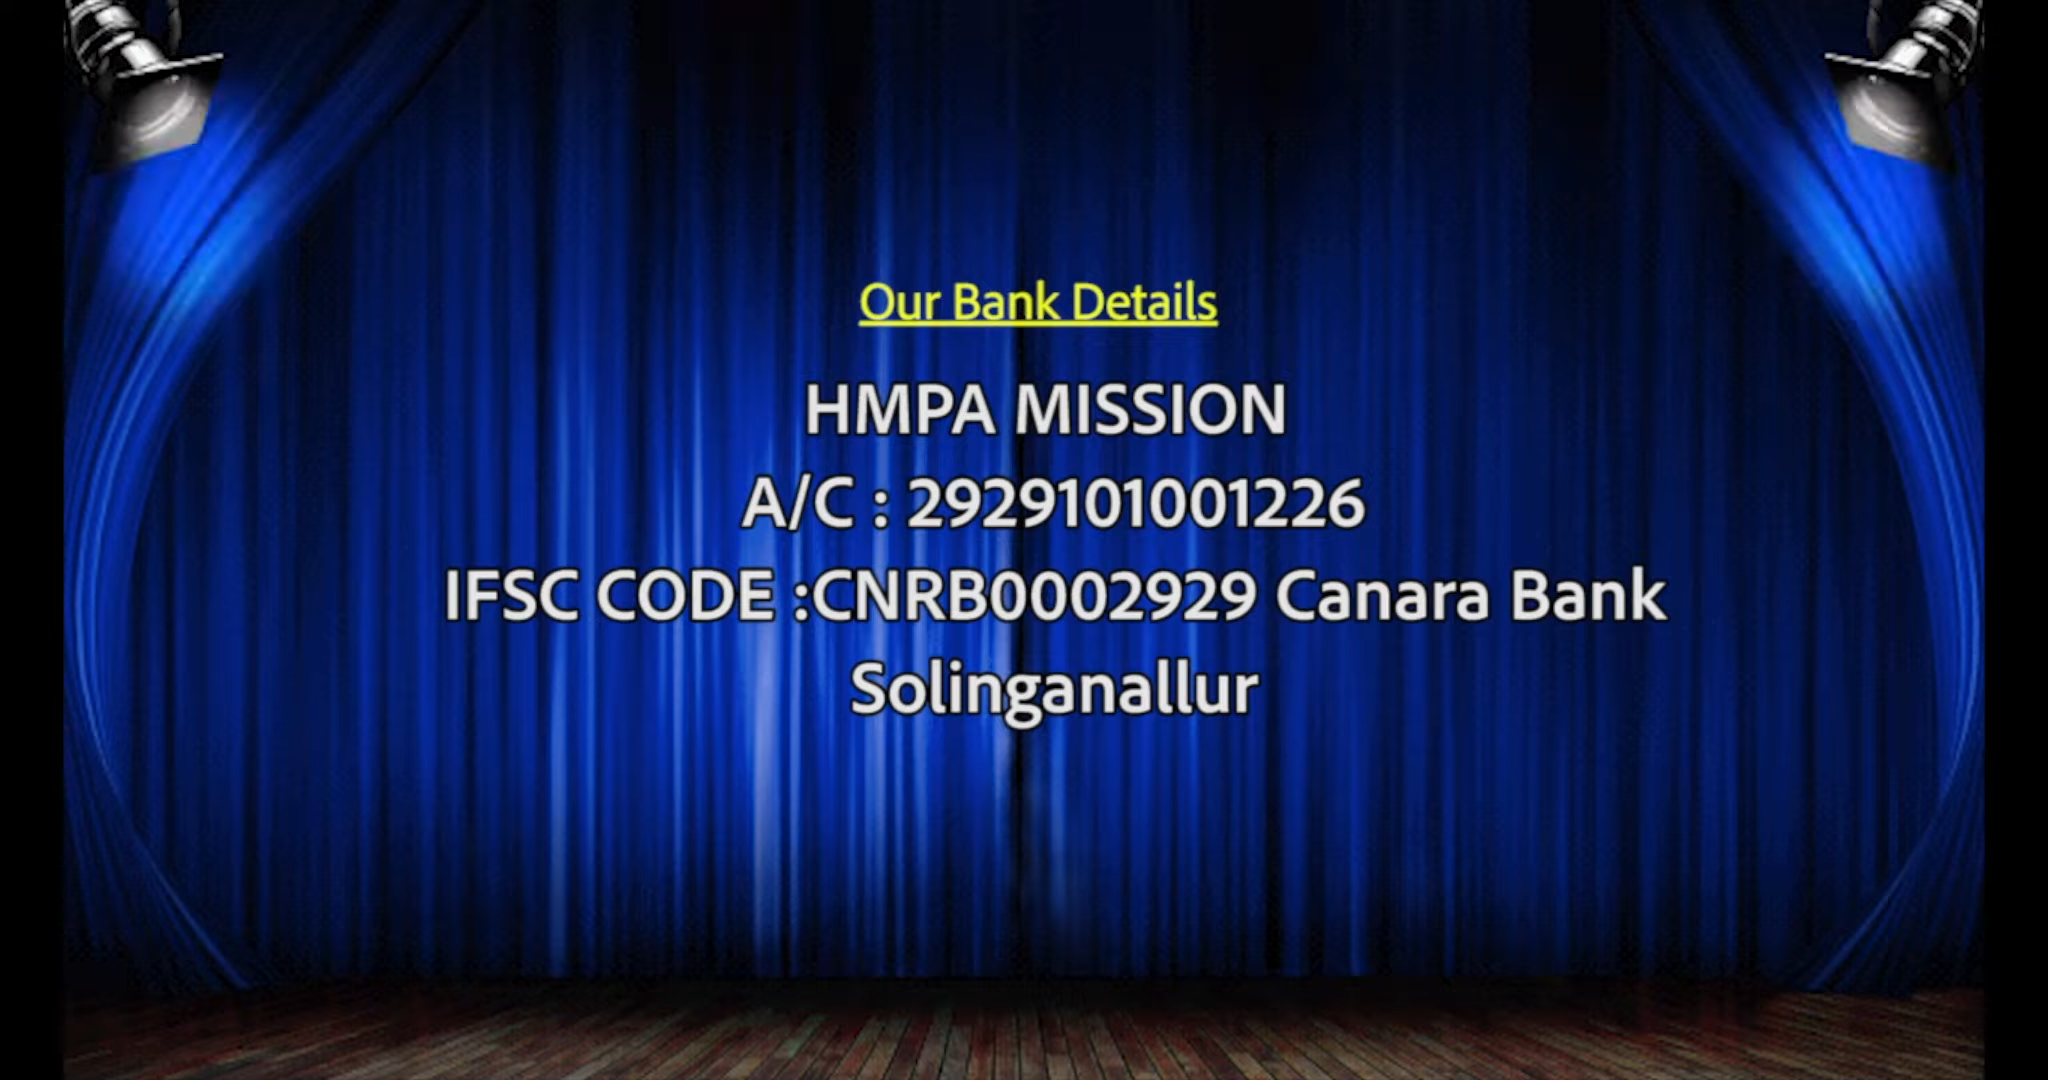 Our Bank Details
HMPA MISSION
A/C : 2929101001226
IFSC CODE :CNRB0002929 Canara Bank
Solinganallur